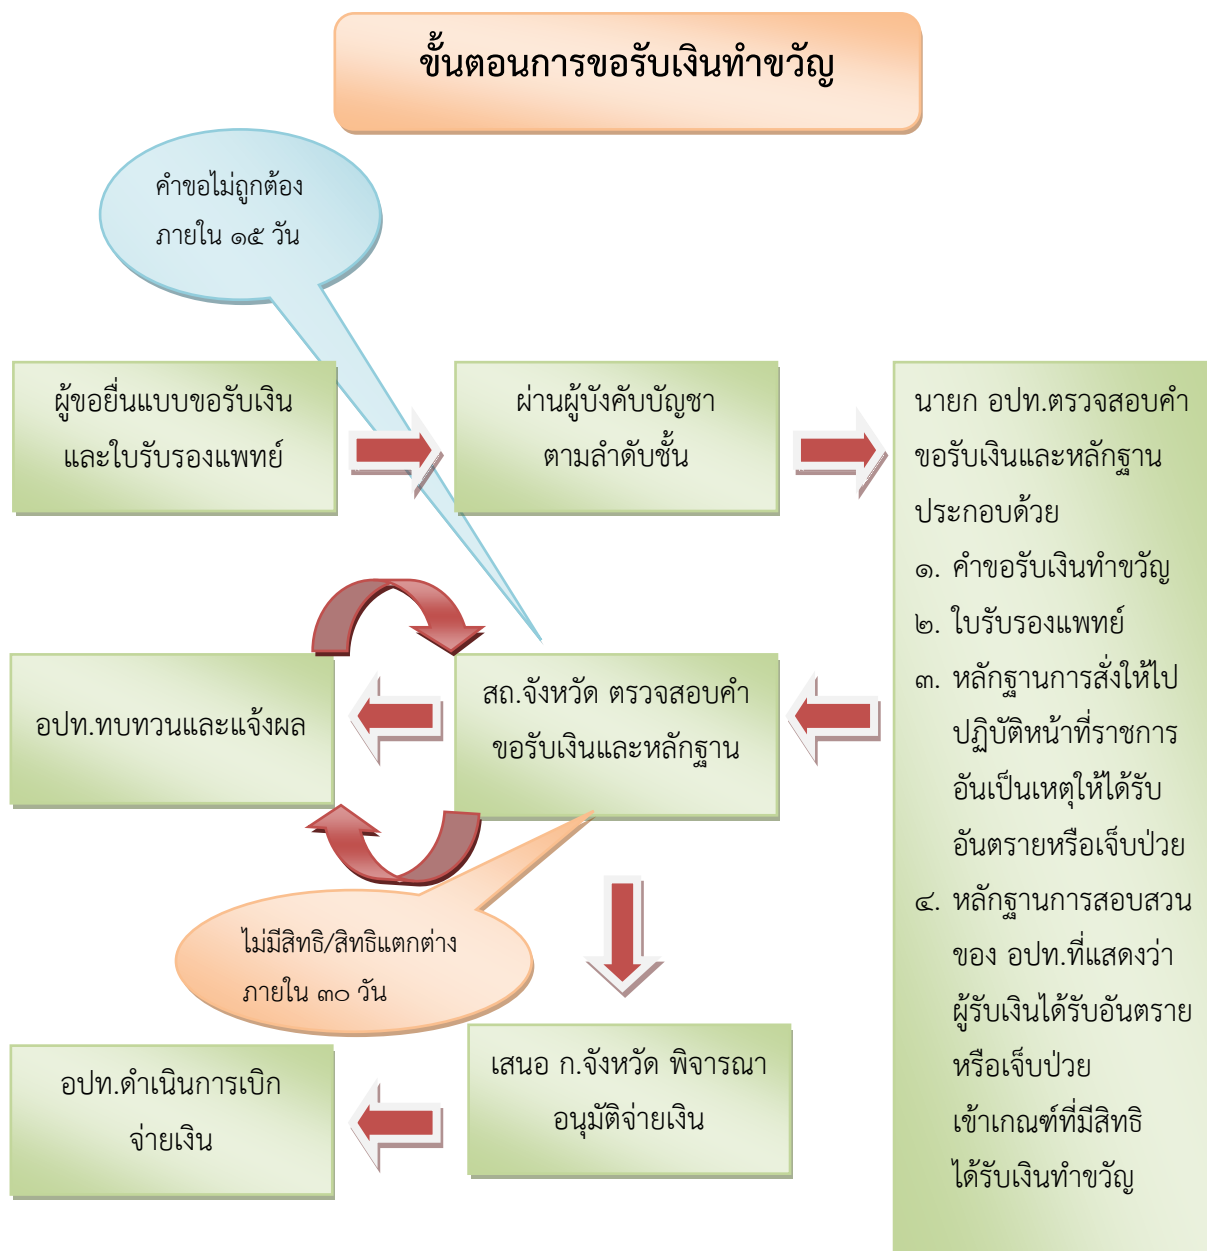 ขั้นตอนการขอรับเงินทำขวัญ
คำขอไม่ถูกต้อง
ภายใน ๑๕ วัน
ผู้ขอยื่นแบบขอรับเงิน
และใบรับรองแพทย์
ผ่านผู้บังคับบัญชา
ตามลำดับชั้น
นายก อปท.ตรวจสอบคำ
ขอรับเงินและหลักฐาน
ประกอบด้วย
๑. คำขอรับเงินทำขวัญ
๒. ใบรับรองแพทย์
๓. หลักฐานการสั่งให้ไป
ปฏิบัติหน้าที่ราชการ
อันเป็นเหตุให้ได้รับ
อันตรายหรือเจ็บป่วย
๔. หลักฐานการสอบสวน
ของ อปท.ที่แสดงว่า
ผู้รับเงินได้รับอันตราย
หรือเจ็บป่วย
เข้าเกณฑ์ที่มีสิทธิ
ได้รับเงินทำขวัญ
สถ.จังหวัด ตรวจสอบคำ
ขอรับเงินและหลักฐาน
อปท.ทบทวนและแจ้งผล
ไม่มีสิทธิ/สิทธิแตกต่าง
ภายใน ๓๐ วัน
เสนอ ก.จังหวัด พิจารณา
อนุมัติจ่ายเงิน
อปท.ดำเนินการเบิก
จ่ายเงิน